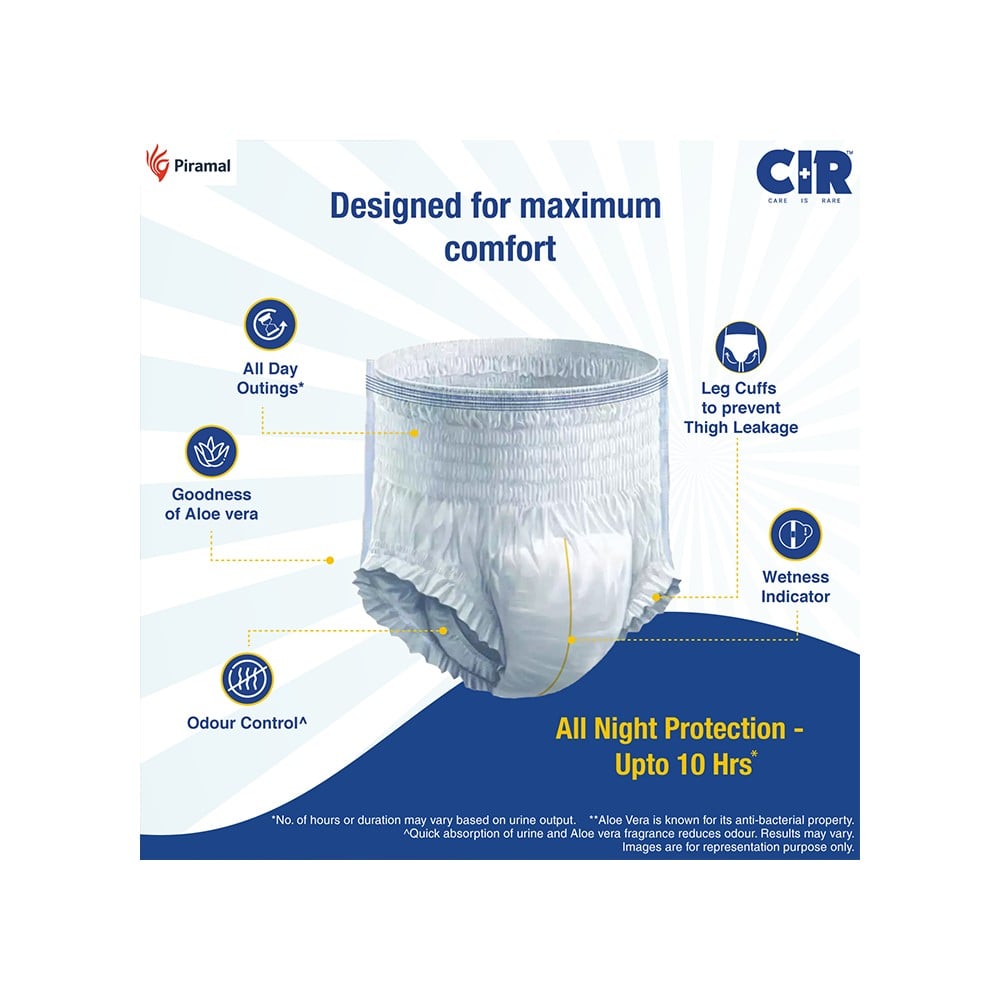 Piramal
C+R™
CARE IS RARE
Designed for maximum
comfort
All Day
Outings*
Leg Cuffs
to prevent
Thigh Leakage
Goodness
of Aloe vera
Wetness
Indicator
Odour Control^
All Night Protection -
Upto 10 Hrs*
*No. of hours or duration may vary based on urine output. **Aloe Vera is known for its anti-bacterial property.
^Quick absorption of urine and Aloe vera fragrance reduces odour. Results may vary.
Images are for representation purpose only.